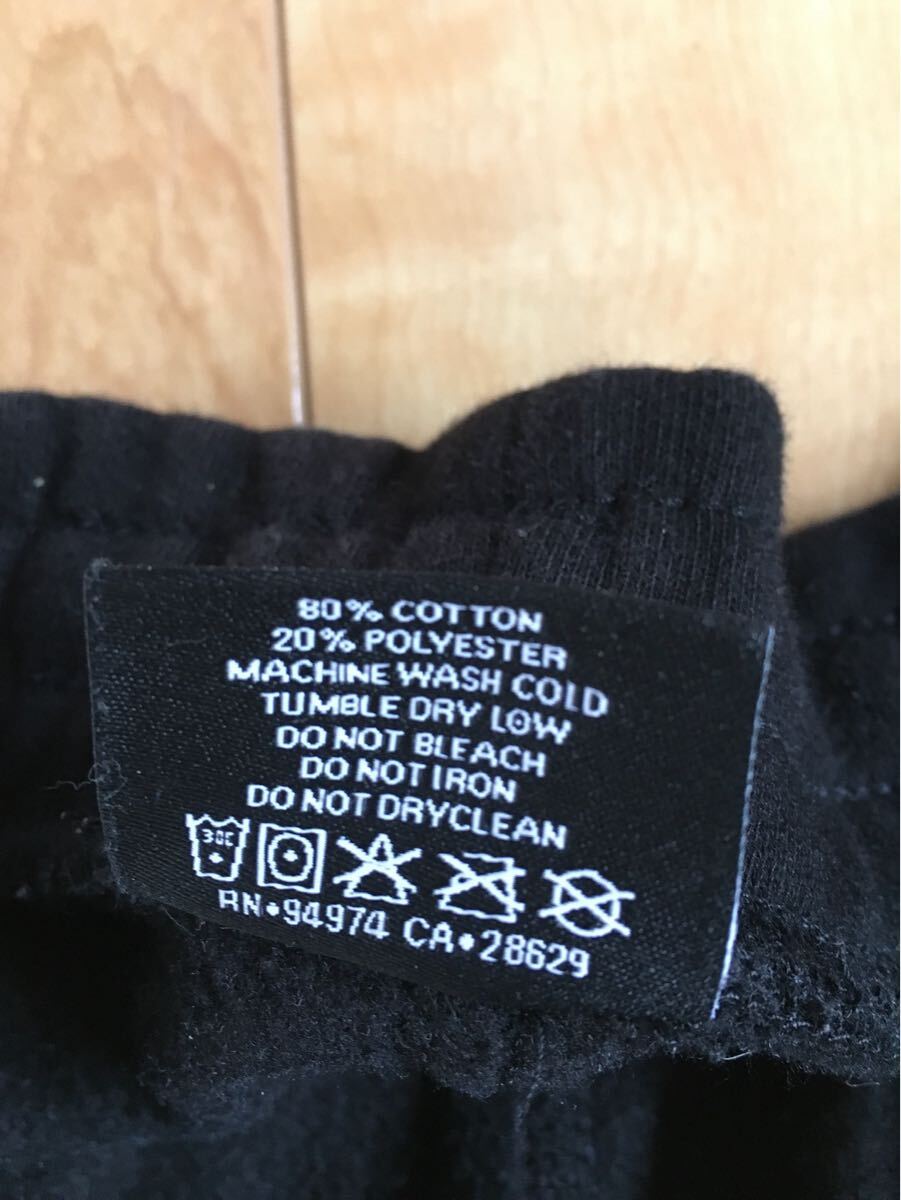 80% COTTON
20% POLYESTER
MACHINE WASH COLD
TUMBLE DRY LOW
DO NOT BLEACH
DO NOT IRON
DO NOT DRYCLEAN
30C
RN•94974 CA•28629